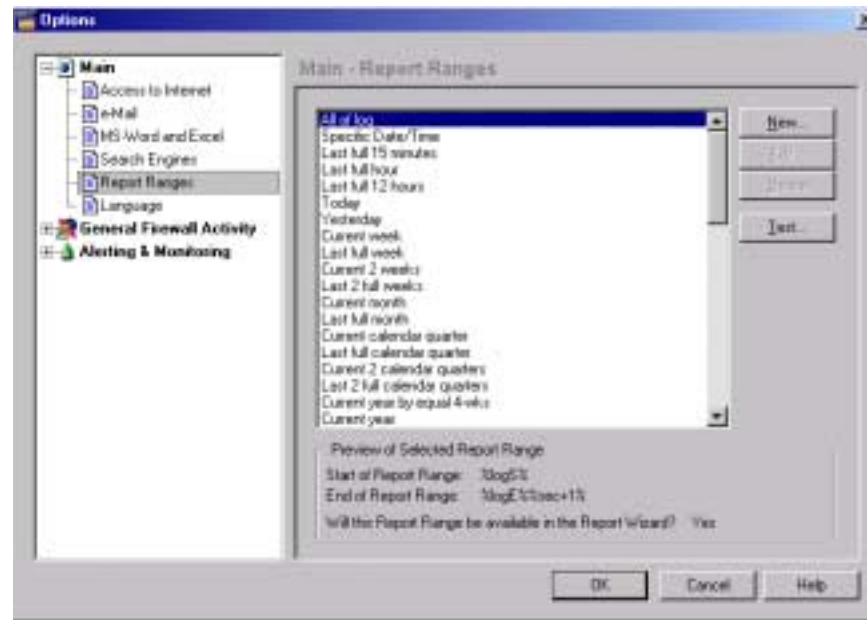 Options
Main
Access to Internet
e-Mail
MS-Word and Excel
Search Engines
Report Ranges
Language
General Firewall Activity
Alerting & Monitoring
Main - Report Ranges
All of log
Specific Date/Time
Last full 15 minutes
Last full hour
Last full 12 hours
Today
Yesterday
Current week
Last full week
Current 2 weeks
Last 2 full weeks
Current month
Last full month
Current calendar quarter
Last full calendar quarter
Current 2 calendar quarters
Last 2 full calendar quarters
Current year by equal 4-wks
Current year
New...
Test...
Preview of Selected Report Range
Start of Report Range: %logS%
End of Report Range: %logE%%sec+1%
Will this Report Range be available in the Report Wizard? Yes
OK
Cancel
Help